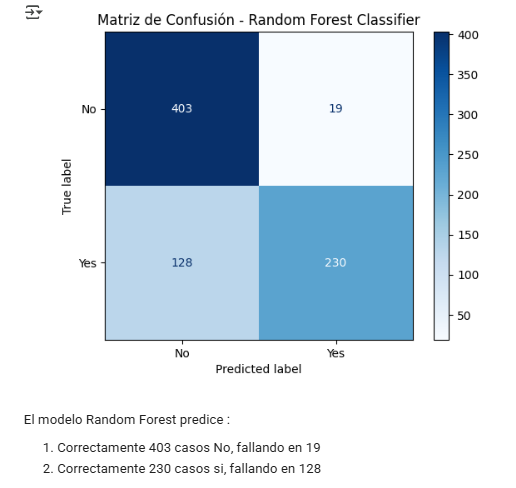 Matriz de Confusión - Random Forest Classifier
400
350
300
250
200
150
100
50
No
403
19
True label
Yes
128
230
No
Yes
Predicted label
El modelo Random Forest predice :
1. Correctamente 403 casos No, fallando en 19
2. Correctamente 230 casos si, fallando en 128